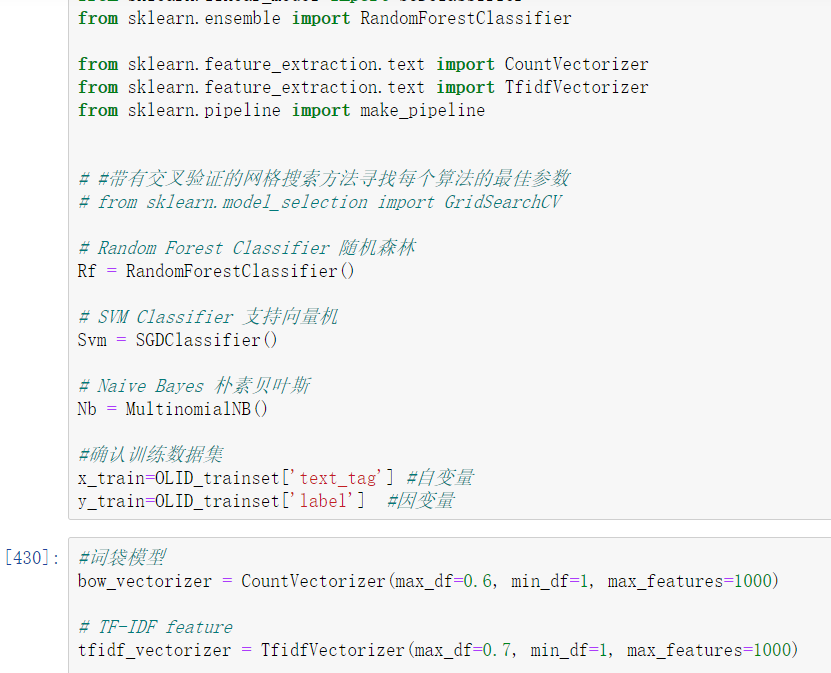 from sklearn.linear_model import SGDClassifier
from sklearn.ensemble import RandomForestClassifier
from sklearn.feature_extraction.text import CountVectorizer
from sklearn.feature_extraction.text import TfidfVectorizer
from sklearn.pipeline import make_pipeline
# #带有交叉验证的网格搜索方法寻找每个算法的最佳参数
# from sklearn.model_selection import GridSearchCV
# Random Forest Classifier 随机森林
Rf = RandomForestClassifier()
# SVM Classifier 支持向量机
Svm = SGDClassifier()
# Naive Bayes 朴素贝叶斯
Nb = MultinomialNB()
#确认训练数据集
x_train=OLID_trainset['text_tag'] #自变量
y_train=OLID_trainset['label']  #因变量
[430]: #词袋模型
bow_vectorizer = CountVectorizer(max_df=0.6, min_df=1, max_features=1000)
# TF-IDF feature
tfidf_vectorizer = TfidfVectorizer(max_df=0.7, min_df=1, max_features=1000)